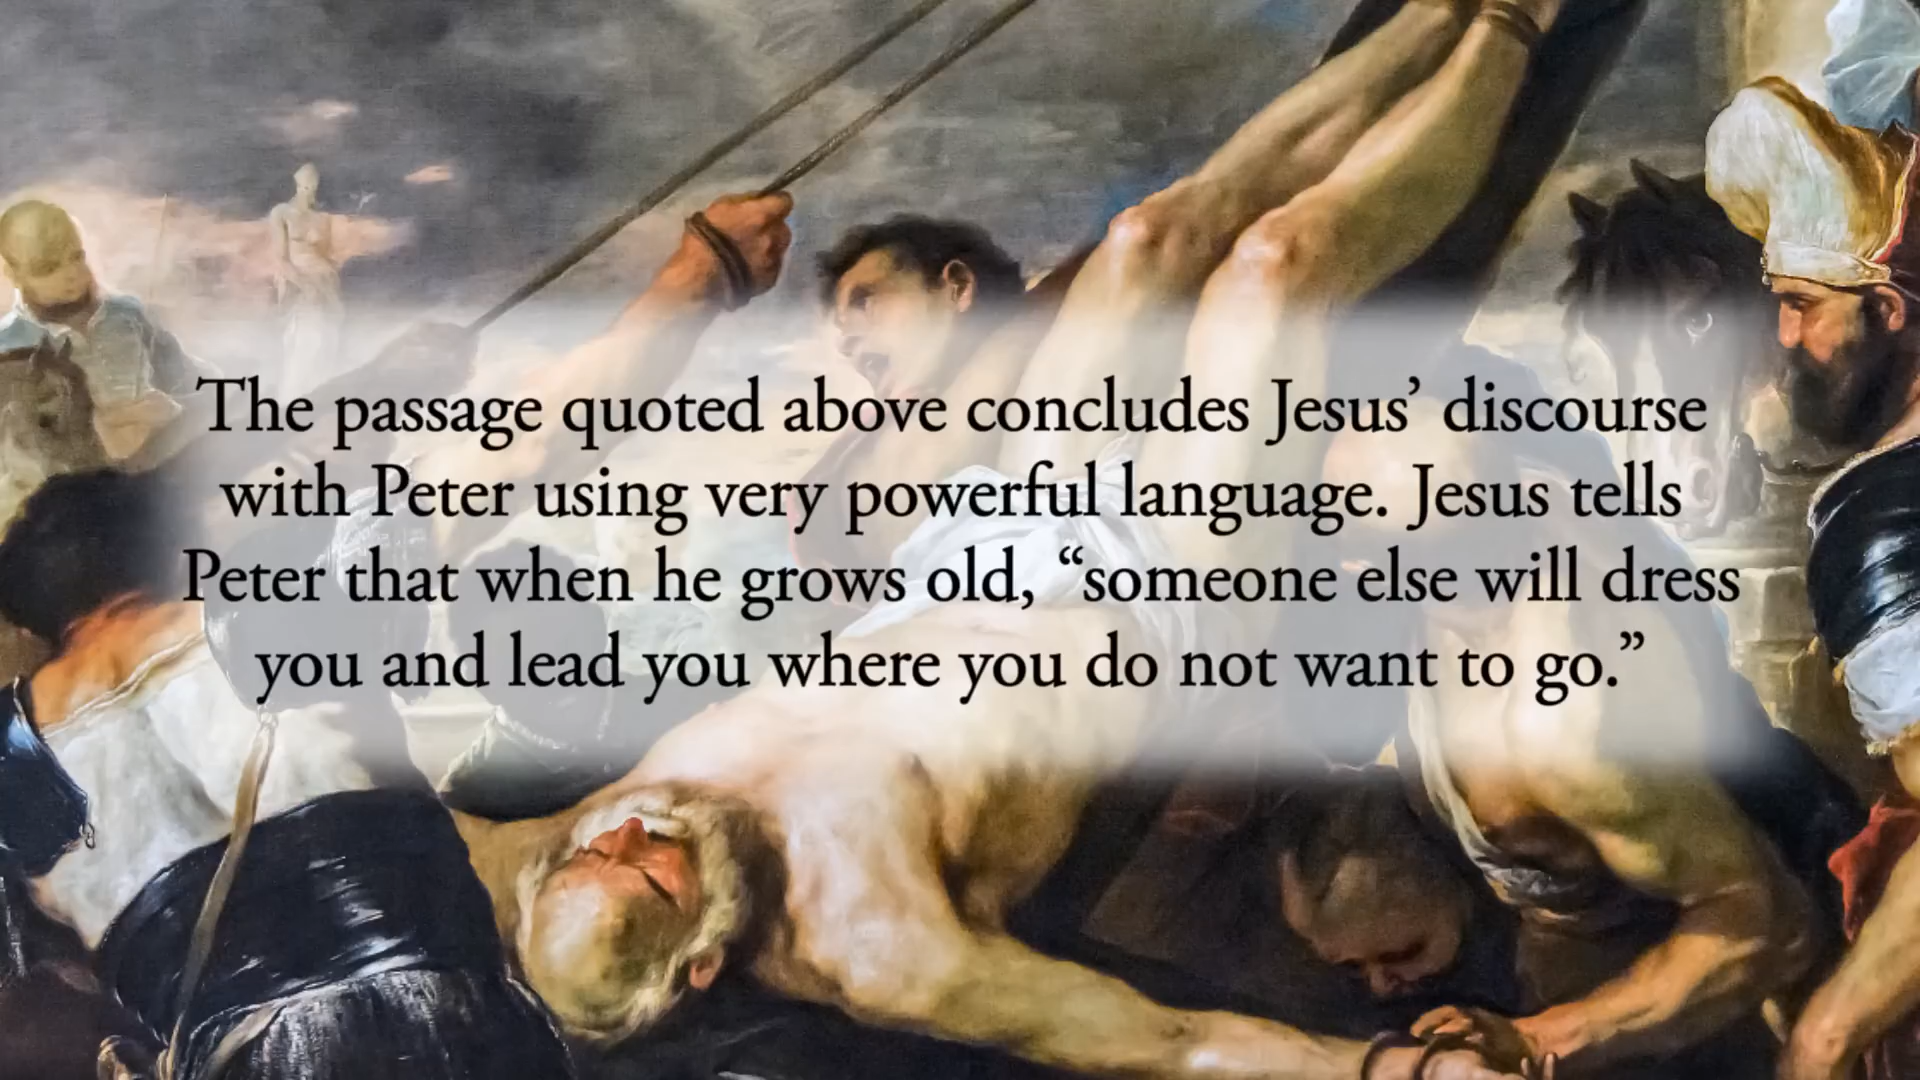 The passage quoted above concludes Jesus’ discourse
with Peter using very powerful language. Jesus tells
Peter that when he grows old, “someone else will dress
you and lead you where you do not want to go.”